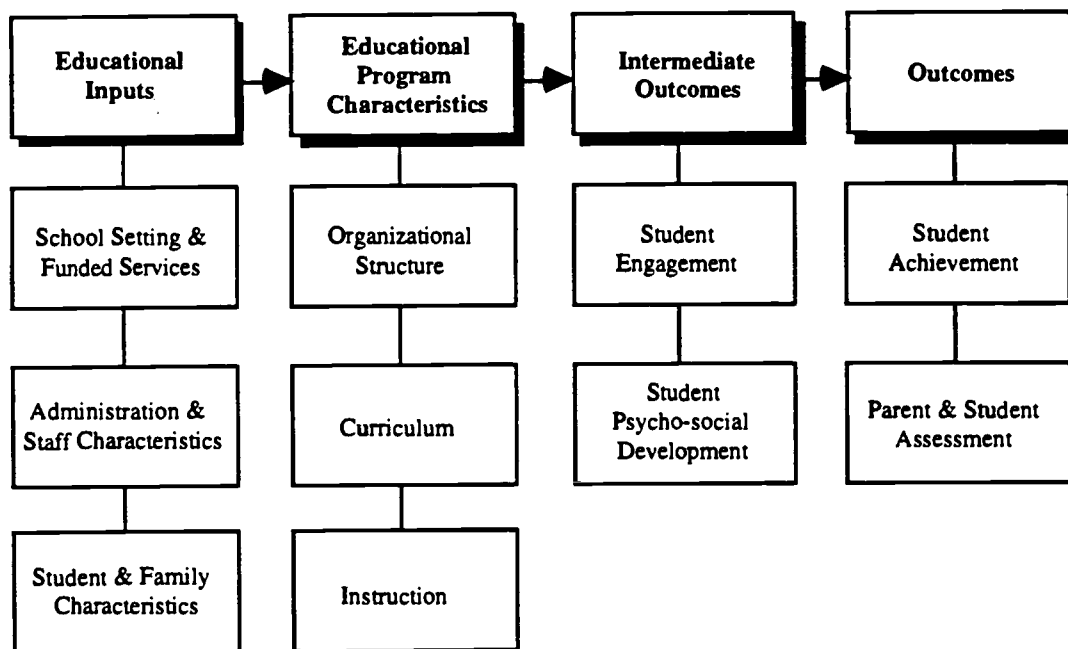 Educational
Inputs
Educational
Program
Characteristics
Intermediate
Outcomes
Outcomes
School Setting &
Funded Services
Organizational
Structure
Student
Engagement
Student
Achievement
Administration &
Staff Characteristics
Curriculum
Student
Psycho-social
Development
Parent & Student
Assessment
Student & Family
Characteristics
Instruction